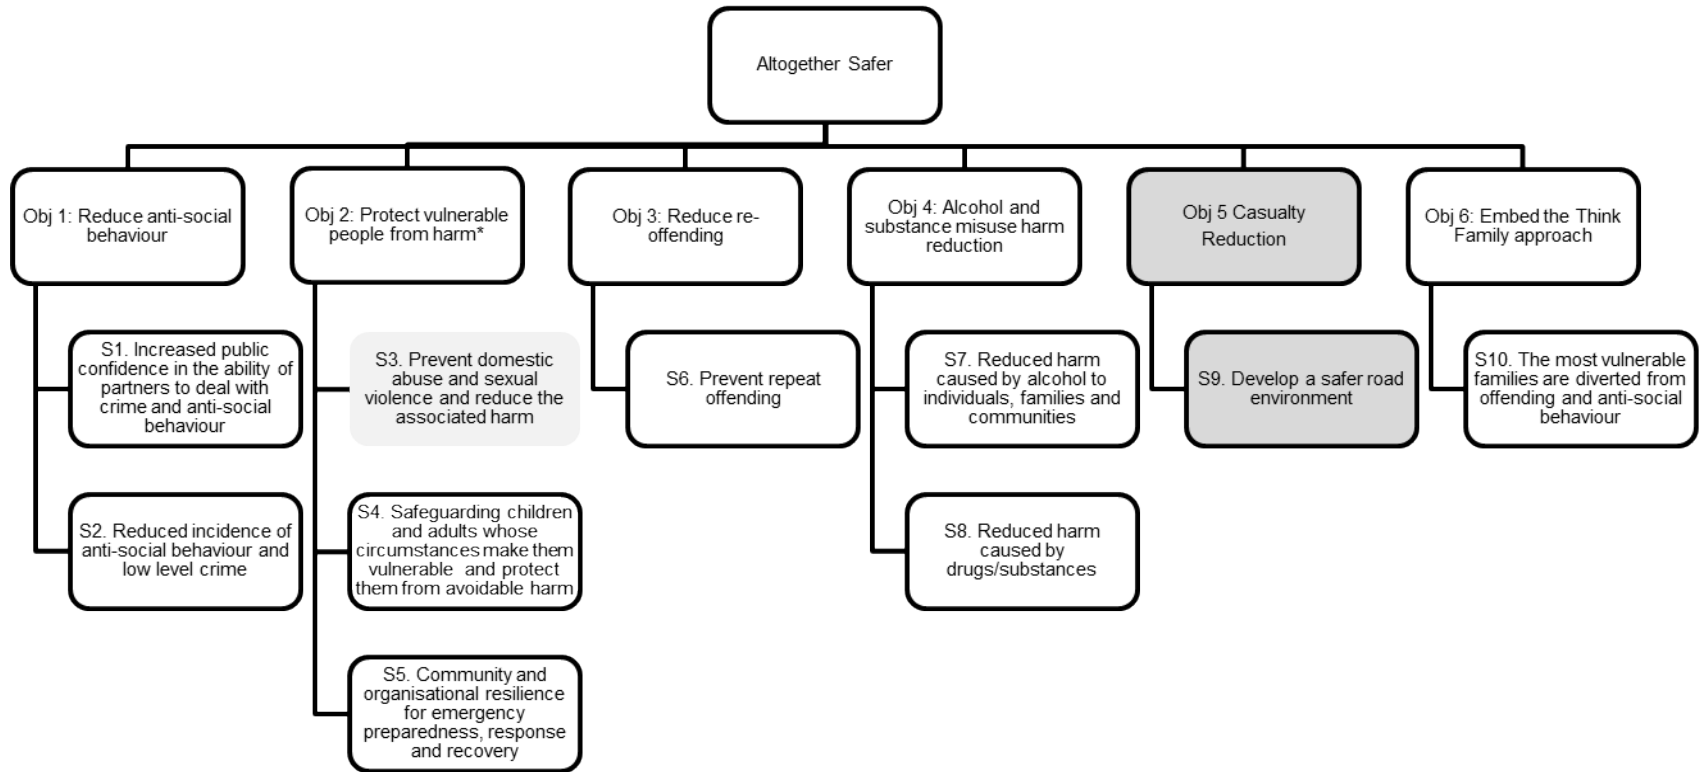 Altogether Safer
Obj 1: Reduce anti-social
behaviour
Obj 2: Protect vulnerable
people from harm*
Obj 3: Reduce re-
offending
Obj 4: Alcohol and
substance misuse harm
reduction
Obj 5 Casualty
Reduction
Obj 6: Embed the Think
Family approach
S1. Increased public
confidence in the ability of
partners to deal with
crime and anti-social
behaviour
S2. Reduced incidence of
anti-social behaviour and
low level crime
S3. Prevent domestic
abuse and sexual
violence and reduce the
associated harm
S4. Safeguarding children
and adults whose
circumstances make them
vulnerable and protect
them from avoidable harm
S5. Community and
organisational resilience
for emergency
preparedness, response
and recovery
S6. Prevent repeat
offending
S7. Reduced harm
caused by alcohol to
individuals, families and
communities
S8. Reduced harm
caused by
drugs/substances
S9. Develop a safer road
environment
S10. The most vulnerable
families are diverted from
offending and anti-social
behaviour